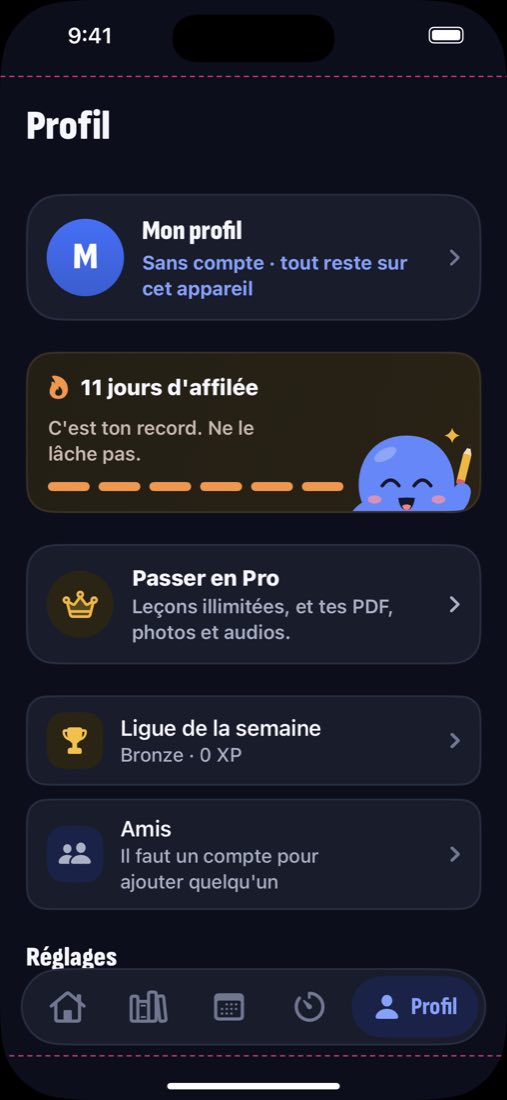 9:41
Profil
M
Mon profil
Sans compte · tout reste sur
cet appareil
11 jours d'affilée
C'est ton record. Ne le
lâche pas.
Passer en Pro
Leçons illimitées, et tes PDF,
photos et audios.
Ligue de la semaine
Bronze · 0 XP
Amis
Il faut un compte pour
ajouter quelqu'un
Réglages
Profil